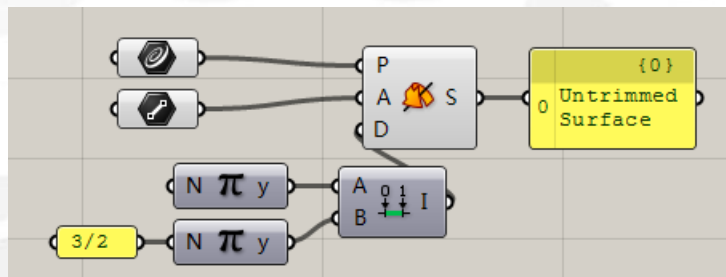 P
A
D
S
{0}
0
Untrimmed
Surface
N π y
A
B
0 1
I
3/2
N π y